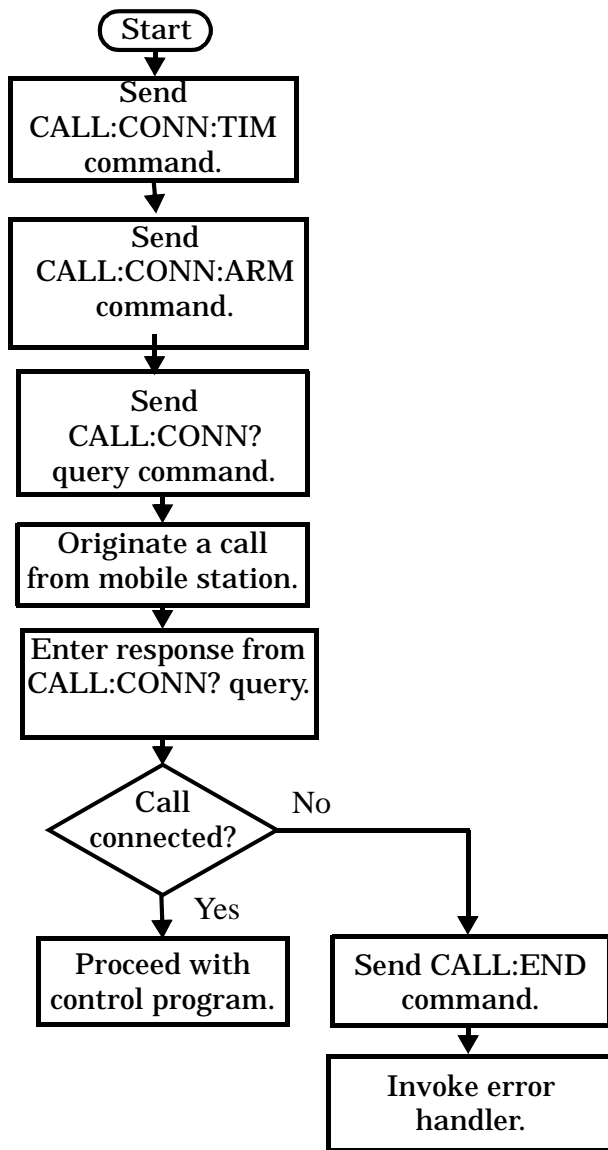 Start
Send
CALL:CONN:TIM
command.
Send
CALL:CONN:ARM
command.
Send
CALL:CONN?
query command.
Originate a call
from mobile station.
Enter response from
CALL:CONN? query.
Call
connected?
No
Yes
Proceed with
control program.
Send CALL:END
command.
Invoke error
handler.